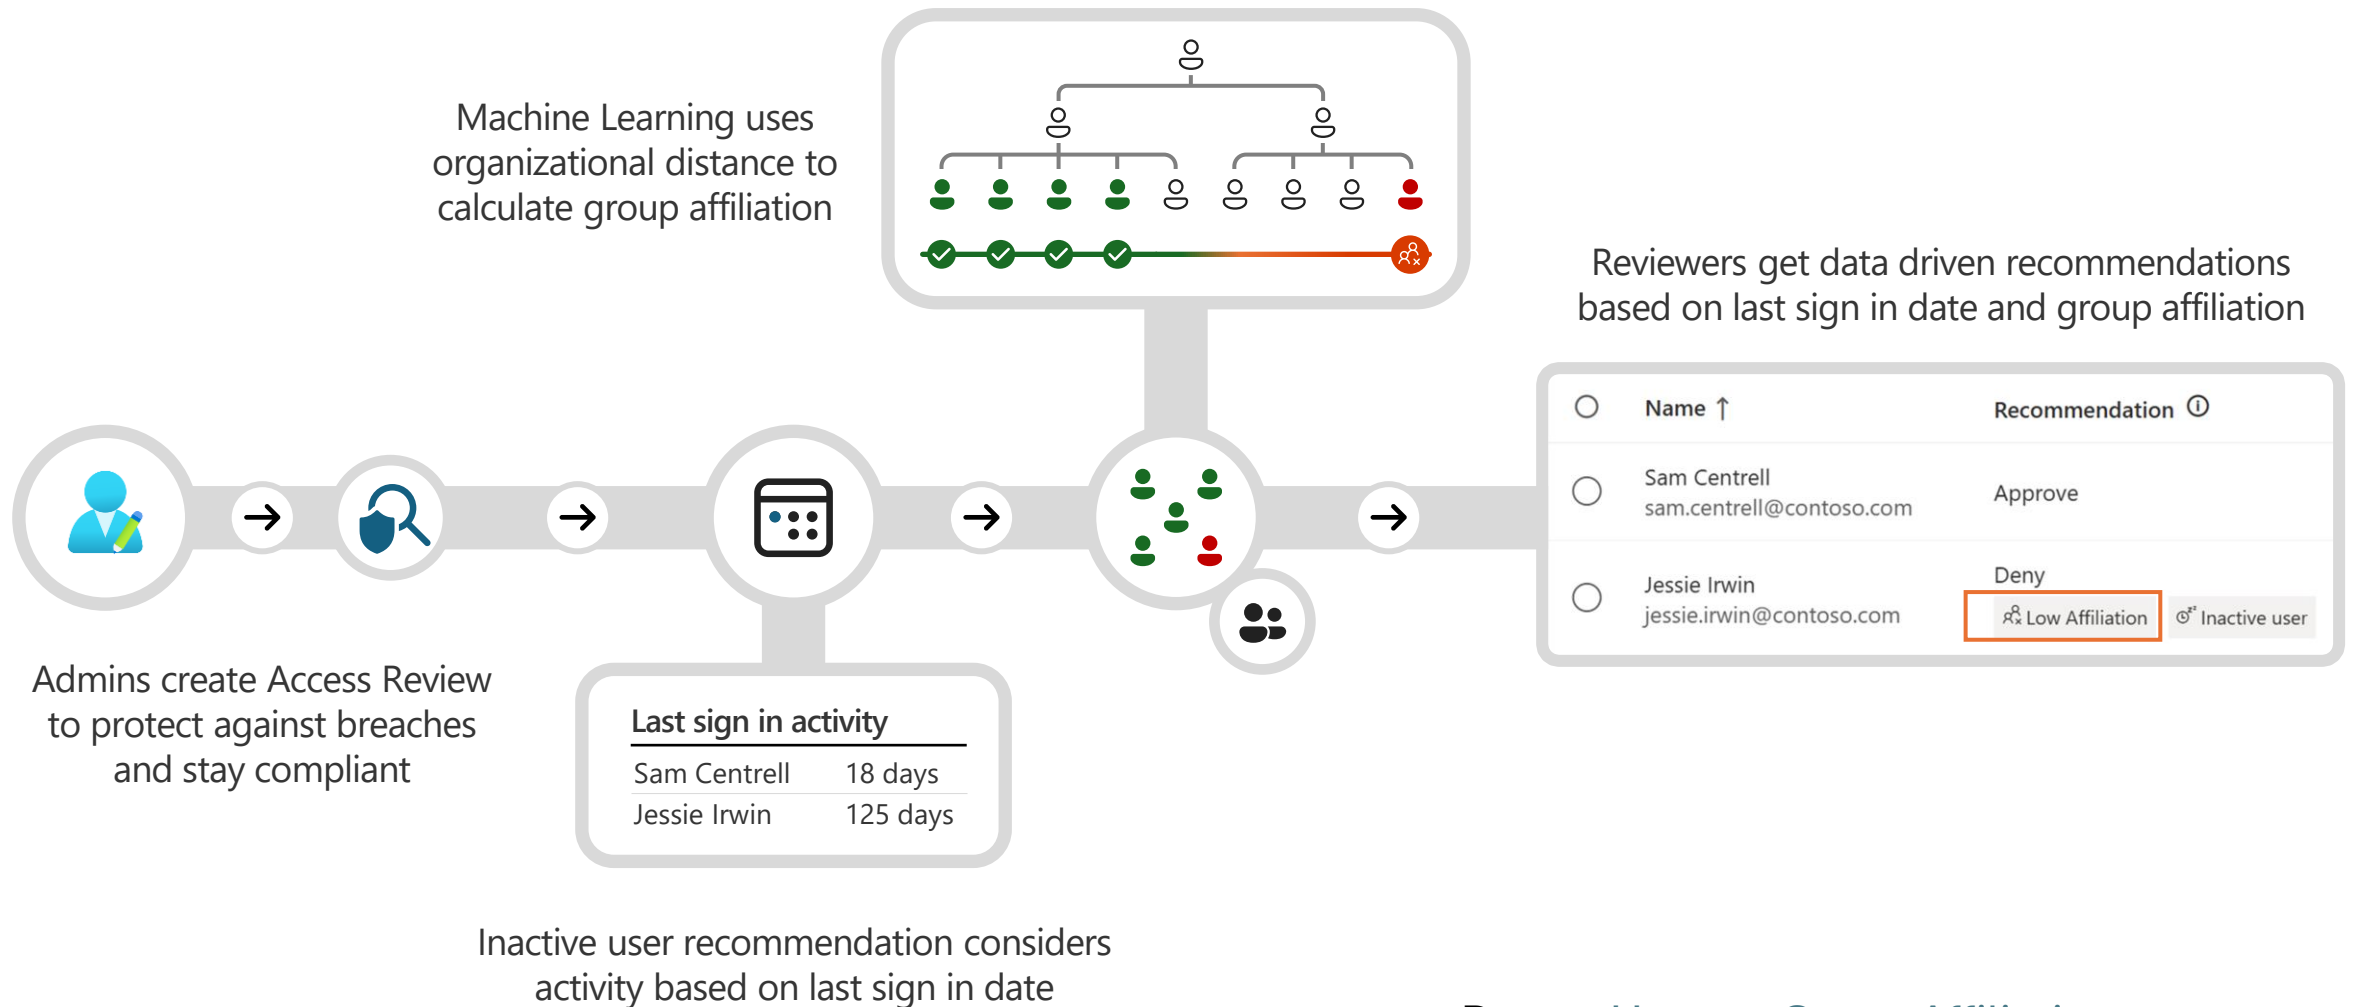 Machine Learning uses
organizational distance to
calculate group affiliation
Reviewers get data driven recommendations
based on last sign in date and group affiliation
Name ↑ Recommendation
Sam Centrell
sam.centrell@contoso.com
Approve
Jessie Irwin
jessie.irwin@contoso.com
Deny
Low Affiliation Inactive user
Admins create Access Review
to protect against breaches
and stay compliant
Last sign in activity
Sam Centrell 18 days
Jessie Irwin 125 days
Inactive user recommendation considers
activity based on last sign in date